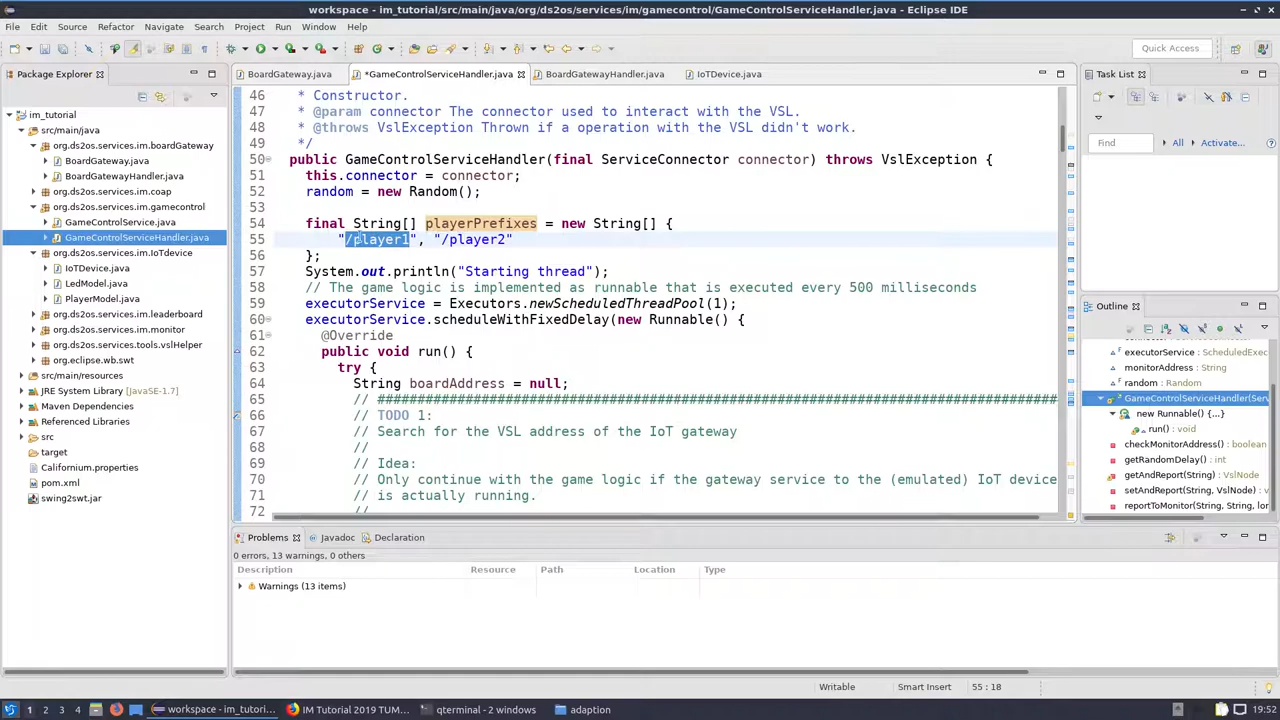 workspace - im_tutorial/src/main/java/org/ds2os/services/im/gamecontrol/GameControlServiceHandler.java - Eclipse IDE
File Edit Source Refactor Navigate Search Project Run Window Help
Quick Access
Package Explorer
im_tutorial
src/main/java
org.ds2os.services.im.boardGateway
BoardGateway.java
BoardGatewayHandler.java
org.ds2os.services.im.coap
org.ds2os.services.im.gamecontrol
GameControlService.java
GameControlServiceHandler.java
org.ds2os.services.im.IoTdevice
IoTDevice.java
LedModel.java
PlayerModel.java
org.ds2os.services.im.leaderboard
org.ds2os.services.im.monitor
org.ds2os.services.tools.vslHelper
org.eclipse.wb.swt
src/main/resources
JRE System Library [JavaSE-1.7]
Maven Dependencies
Referenced Libraries
src
target
Californium.properties
pom.xml
swing2swt.jar
BoardGateway.java
*GameControlServiceHandler.java
BoardGatewayHandler.java
IoTDevice.java
46 * Constructor.
47 * @param connector The connector used to interact with the VSL.
48 * @throws VslException Thrown if a operation with the VSL didn't work.
49 */
50 public GameControlServiceHandler(final ServiceConnector connector) throws VslException {
51 this.connector = connector;
52 random = new Random();
53
54 final String[] playerPrefixes = new String[] {
55 "/player1", "/player2"
56 };
57 System.out.println("Starting thread");
58 // The game logic is implemented as runnable that is executed every 500 milliseconds
59 executorService = Executors.newScheduledThreadPool(1);
60 executorService.scheduleWithFixedDelay(new Runnable() {
61 @Override
62 public void run() {
63 try {
64 String boardAddress = null;
65 // #####################################################################################
66 // TODO 1:
67 // Search for the VSL address of the IoT gateway
68 //
69 // Idea:
70 // Only continue with the game logic if the gateway service to the (emulated) IoT device
71 // is actually running.
72 //
Task List
Find All Activate...
Outline
executorService : ScheduledExec
monitorAddress : String
random : Random
GameControlServiceHandler(Serv
new Runnable() {...}
run() : void
checkMonitorAddress() : boolean
getRandomDelay() : int
getAndReport(String) : VslNode
setAndReport(String, VslNode) :
reportToMonitor(String, String, lor
Problems Javadoc Declaration
0 errors, 13 warnings, 0 others
Description Resource Path Location Type
Warnings (13 items)
Writable Smart Insert 55 : 18
1 2 3 4 workspace - im_tutori... IM Tutorial 2019 TUM... qterminal - 2 windows adaption 19:52